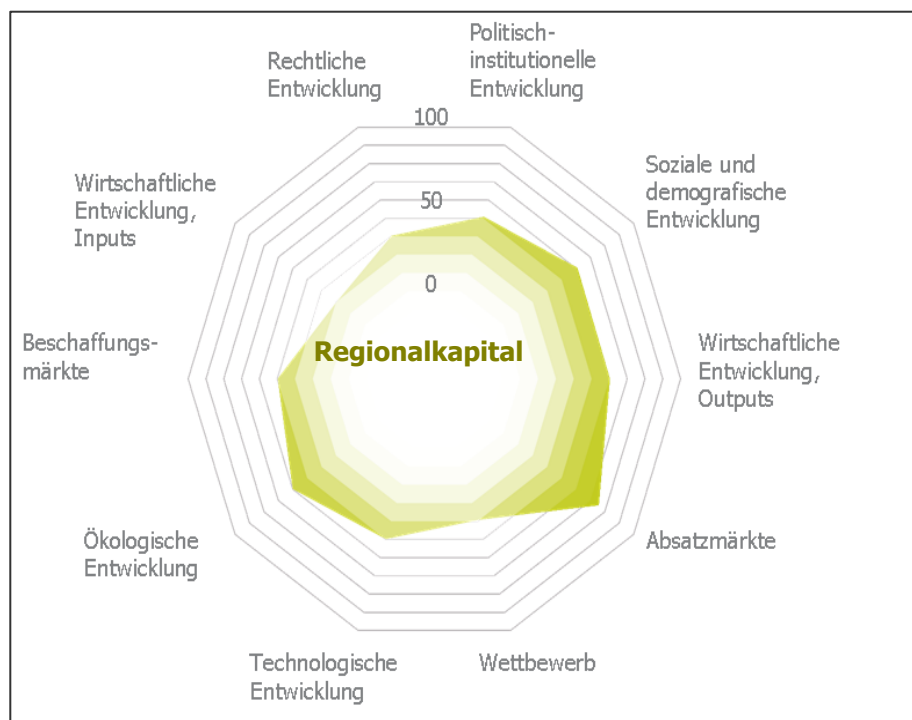 Rechtliche
Entwicklung
Politisch-
institutionelle
Entwicklung
100
Soziale und
demografische
Entwicklung
Wirtschaftliche
Entwicklung,
Inputs
50
0
Regionalkapital
Beschaffungs-
märkte
Wirtschaftliche
Entwicklung,
Outputs
Ökologische
Entwicklung
Absatzmärkte
Technologische
Entwicklung
Wettbewerb